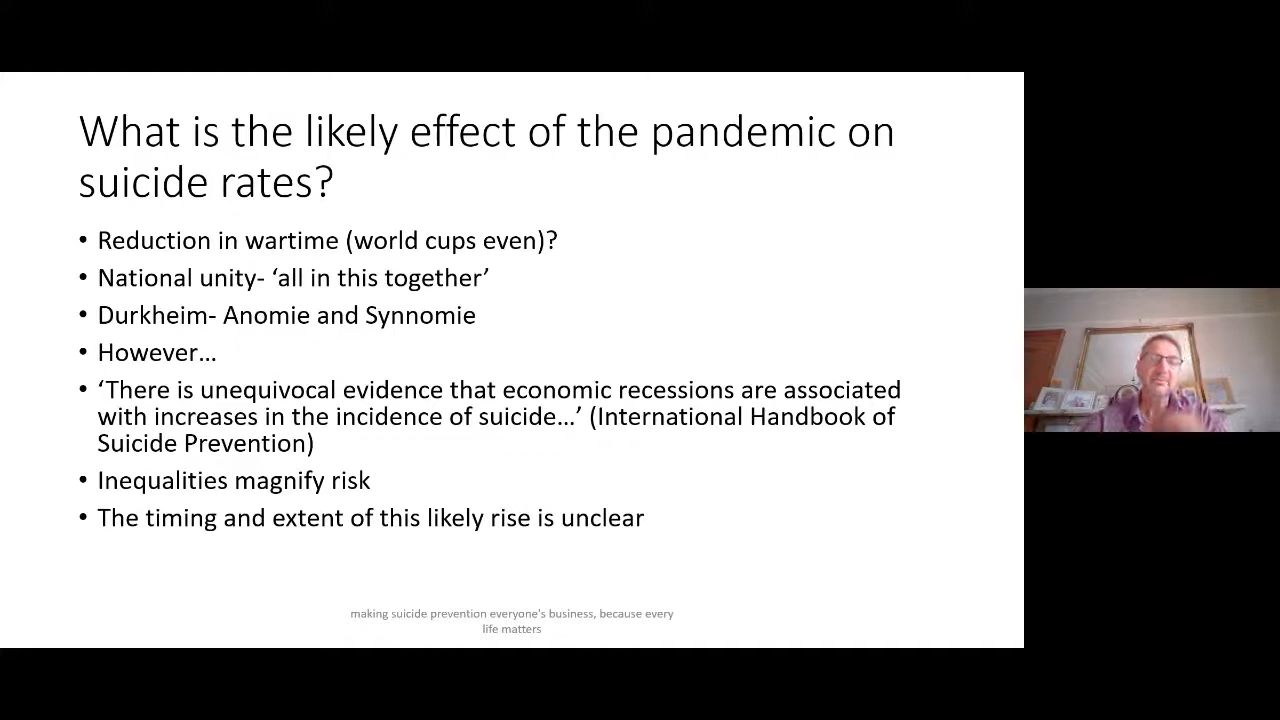 What is the likely effect of the pandemic on
suicide rates?
• Reduction in wartime (world cups even)?
• National unity- ‘all in this together’
• Durkheim- Anomie and Synnomie
• However…
• ‘There is unequivocal evidence that economic recessions are associated
with increases in the incidence of suicide…’ (International Handbook of
Suicide Prevention)
• Inequalities magnify risk
• The timing and extent of this likely rise is unclear
making suicide prevention everyone's business, because every
life matters